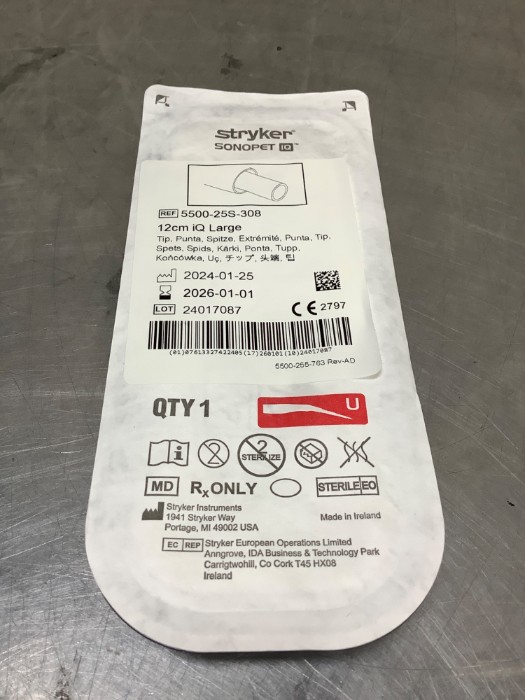 stryker®
SONOPET iQ™
REF 5500-25S-308
12cm iQ Large
Tip, Punta, Spitze, Extrémité, Punta, Tip,
Spets, Spids, Kärki, Ponta, Tupp,
Końcówka, Uç, チップ, 头端, 팁
2024-01-25
2026-01-01
LOT 24017087
CE 2797
(01)07613327422405(17)260101(10)24017087
5500-255-763 Rev-AD
QTY 1
U
i
2
2
STERILIZE
MD
RxONLY
STERILE EO
Stryker Instruments
1941 Stryker Way
Portage, MI 49002 USA
Made in Ireland
EC REP
Stryker European Operations Limited
Anngrove, IDA Business & Technology Park
Carrigtwohill, Co Cork T45 HX08
Ireland